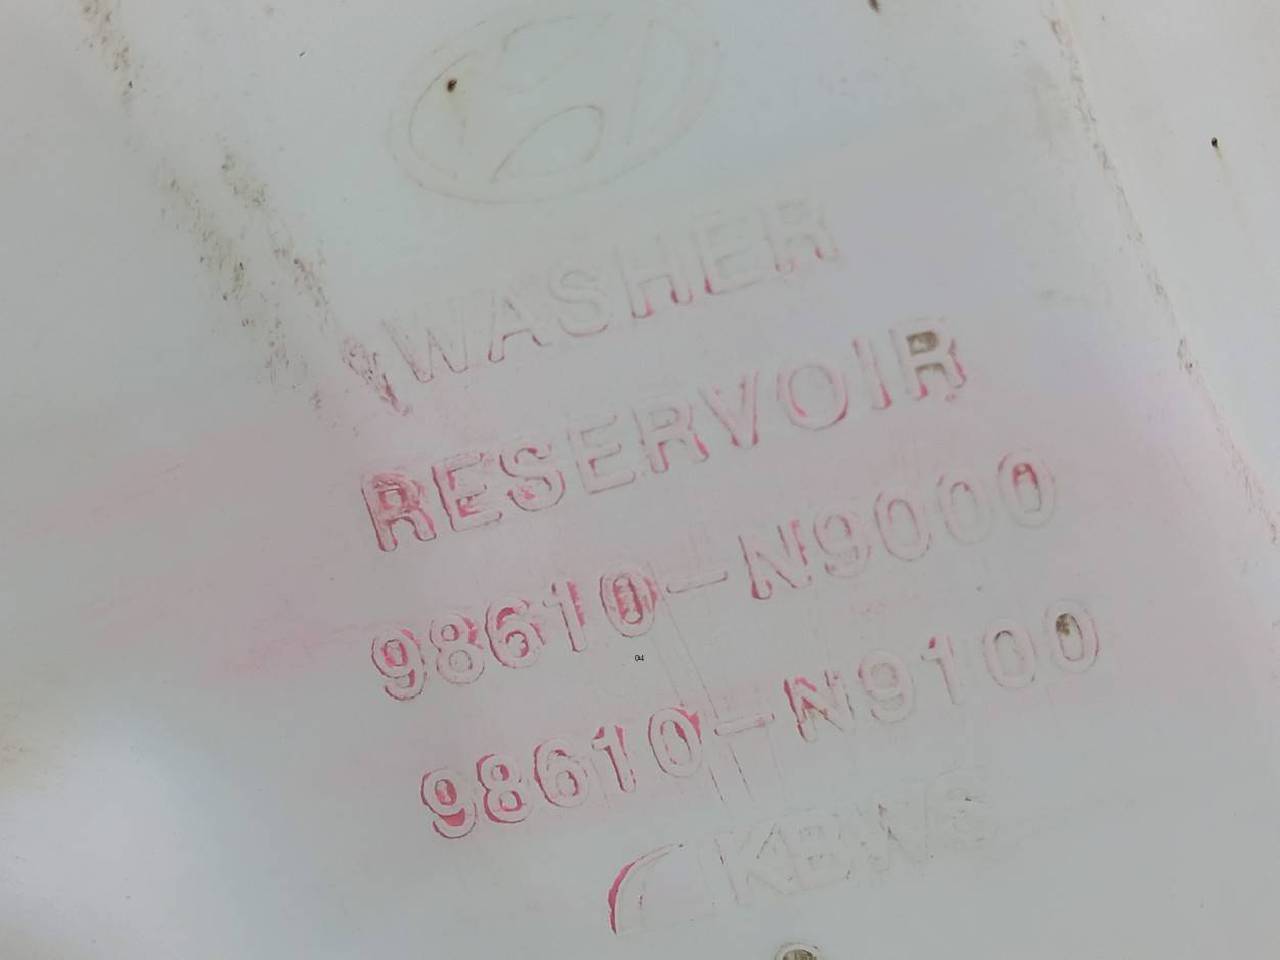 WASHER
RESERVOIR
98610-N9000
98610-N9100
KBWS